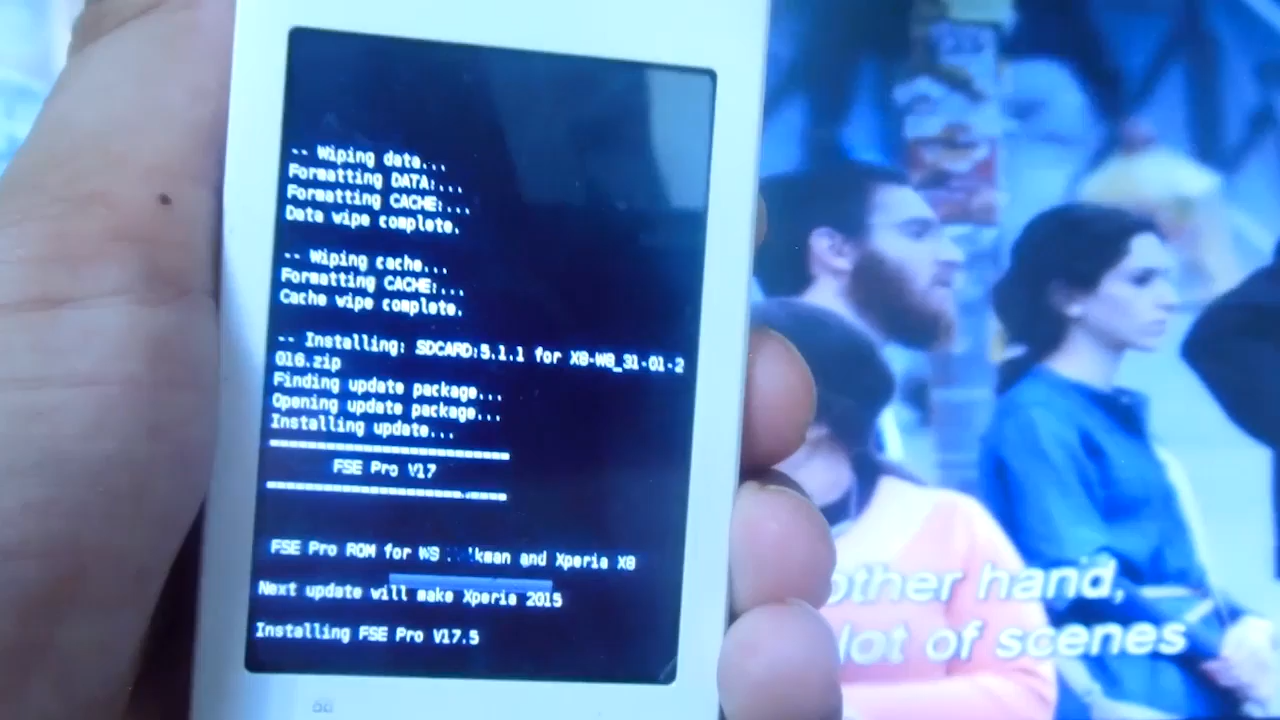 -- Wiping data...
Formatting DATA:...
Formatting CACHE:...
Data wipe complete.
-- Wiping cache...
Formatting CACHE:...
Cache wipe complete.
-- Installing: SDCARD:5.1.1 for X8-W8_31-01-2
016.zip
Finding update package...
Opening update package...
Installing update...
FSE Pro V17
FSE Pro ROM for W8 kman and Xperia X8
Next update will make Xperia 2015
Installing FSE Pro V17.5
other hand,
lot of scenes